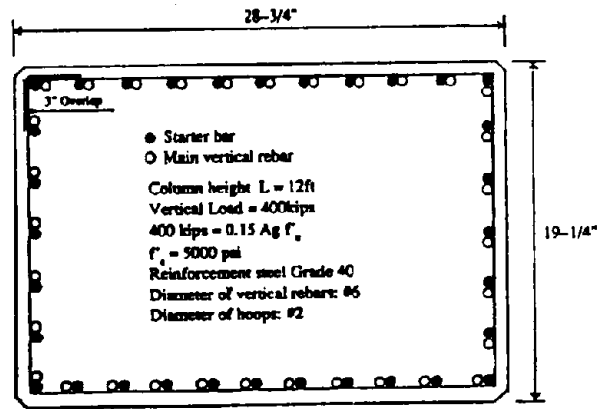 28–3/4"
3" Overlap
Starter bar
Main vertical rebar
Column height L = 12ft
Vertical Load = 400kips
400 kips = 0.15 Ag f'c
f'c = 5000 psi
Reinforcement steel Grade 40
Diameter of vertical rebars: #6
Diameter of hoops: #2
19–1/4"